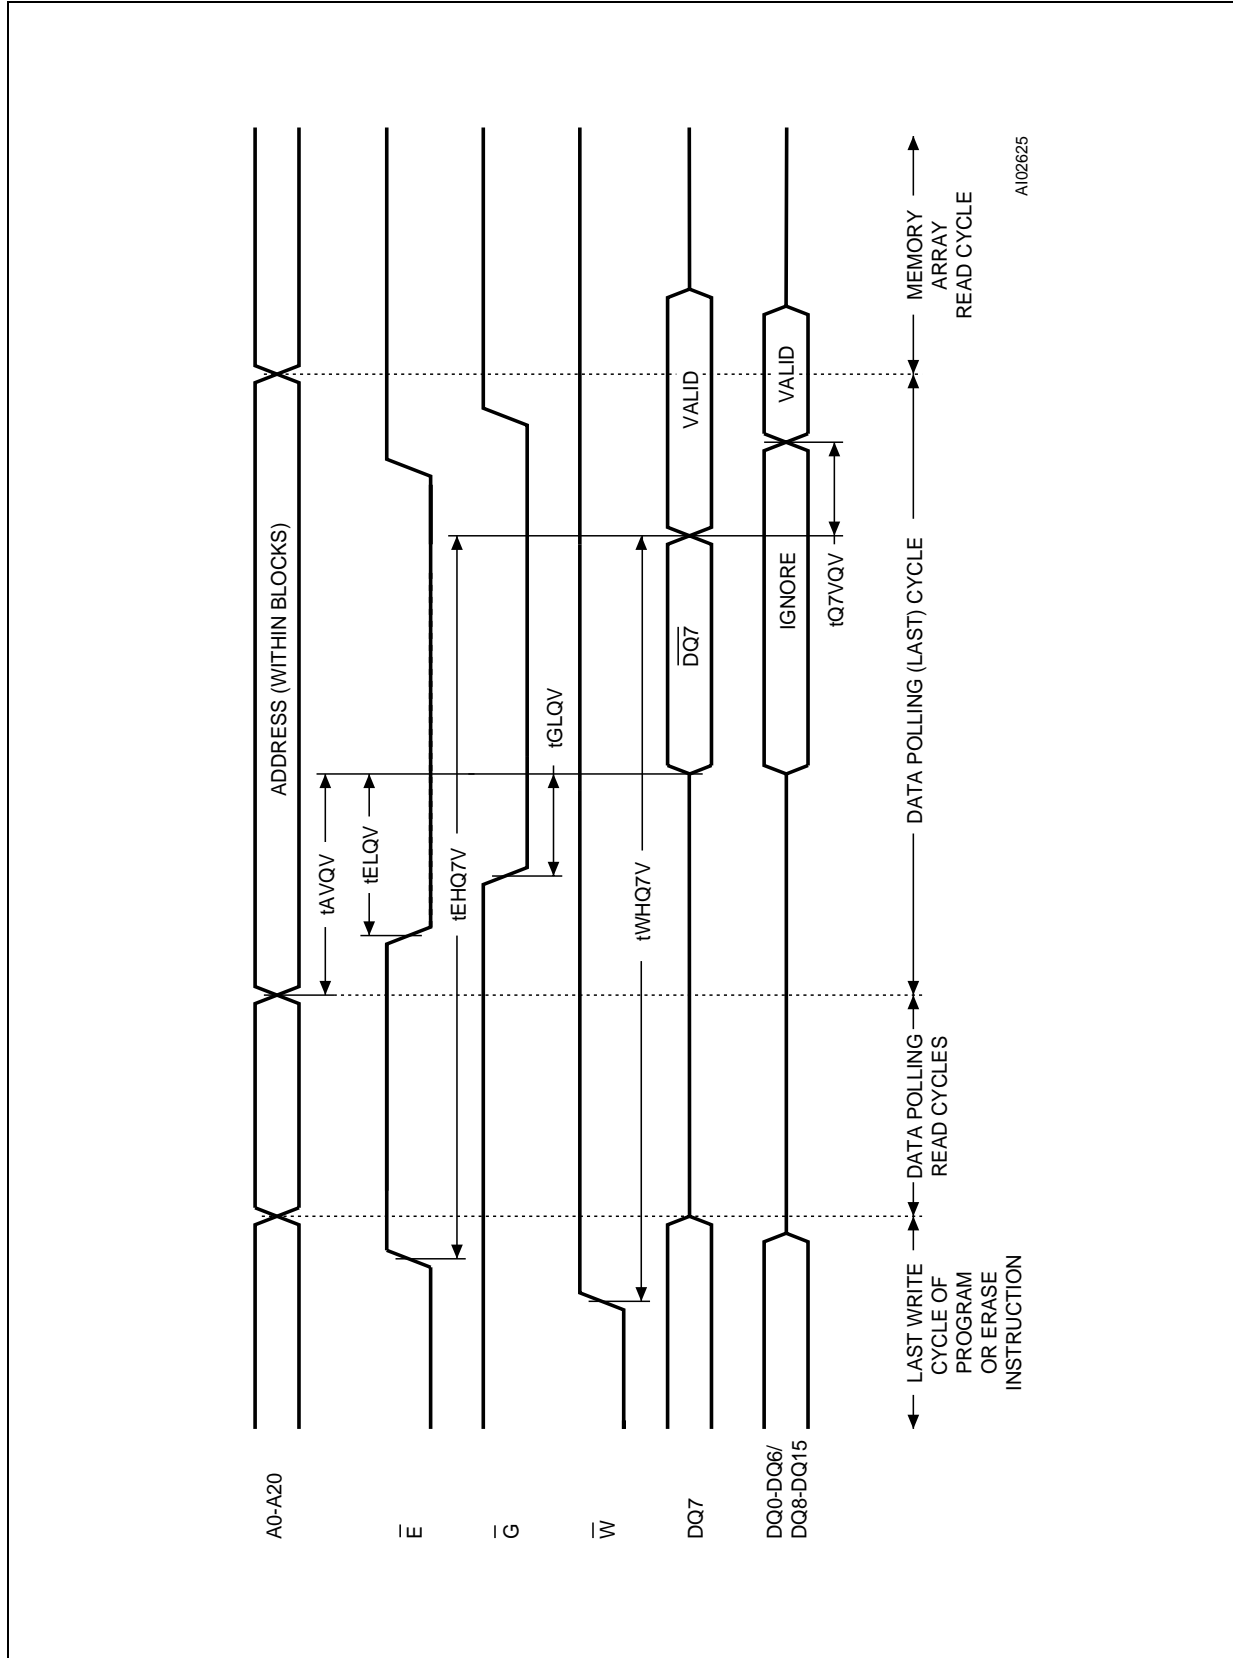 A0-A20
ADDRESS (WITHIN BLOCKS)
tAVQV
tELQV
E
tEHQ7V
G
tGLQV
W
tWHQ7V
DQ7
DQ7
VALID
DQ0-DQ6/
DQ8-DQ15
IGNORE
VALID
tQ7VQV
LAST WRITE
CYCLE OF
PROGRAM
OR ERASE
INSTRUCTION
DATA POLLING
READ CYCLES
DATA POLLING (LAST) CYCLE
MEMORY
ARRAY
READ CYCLE
AI02625